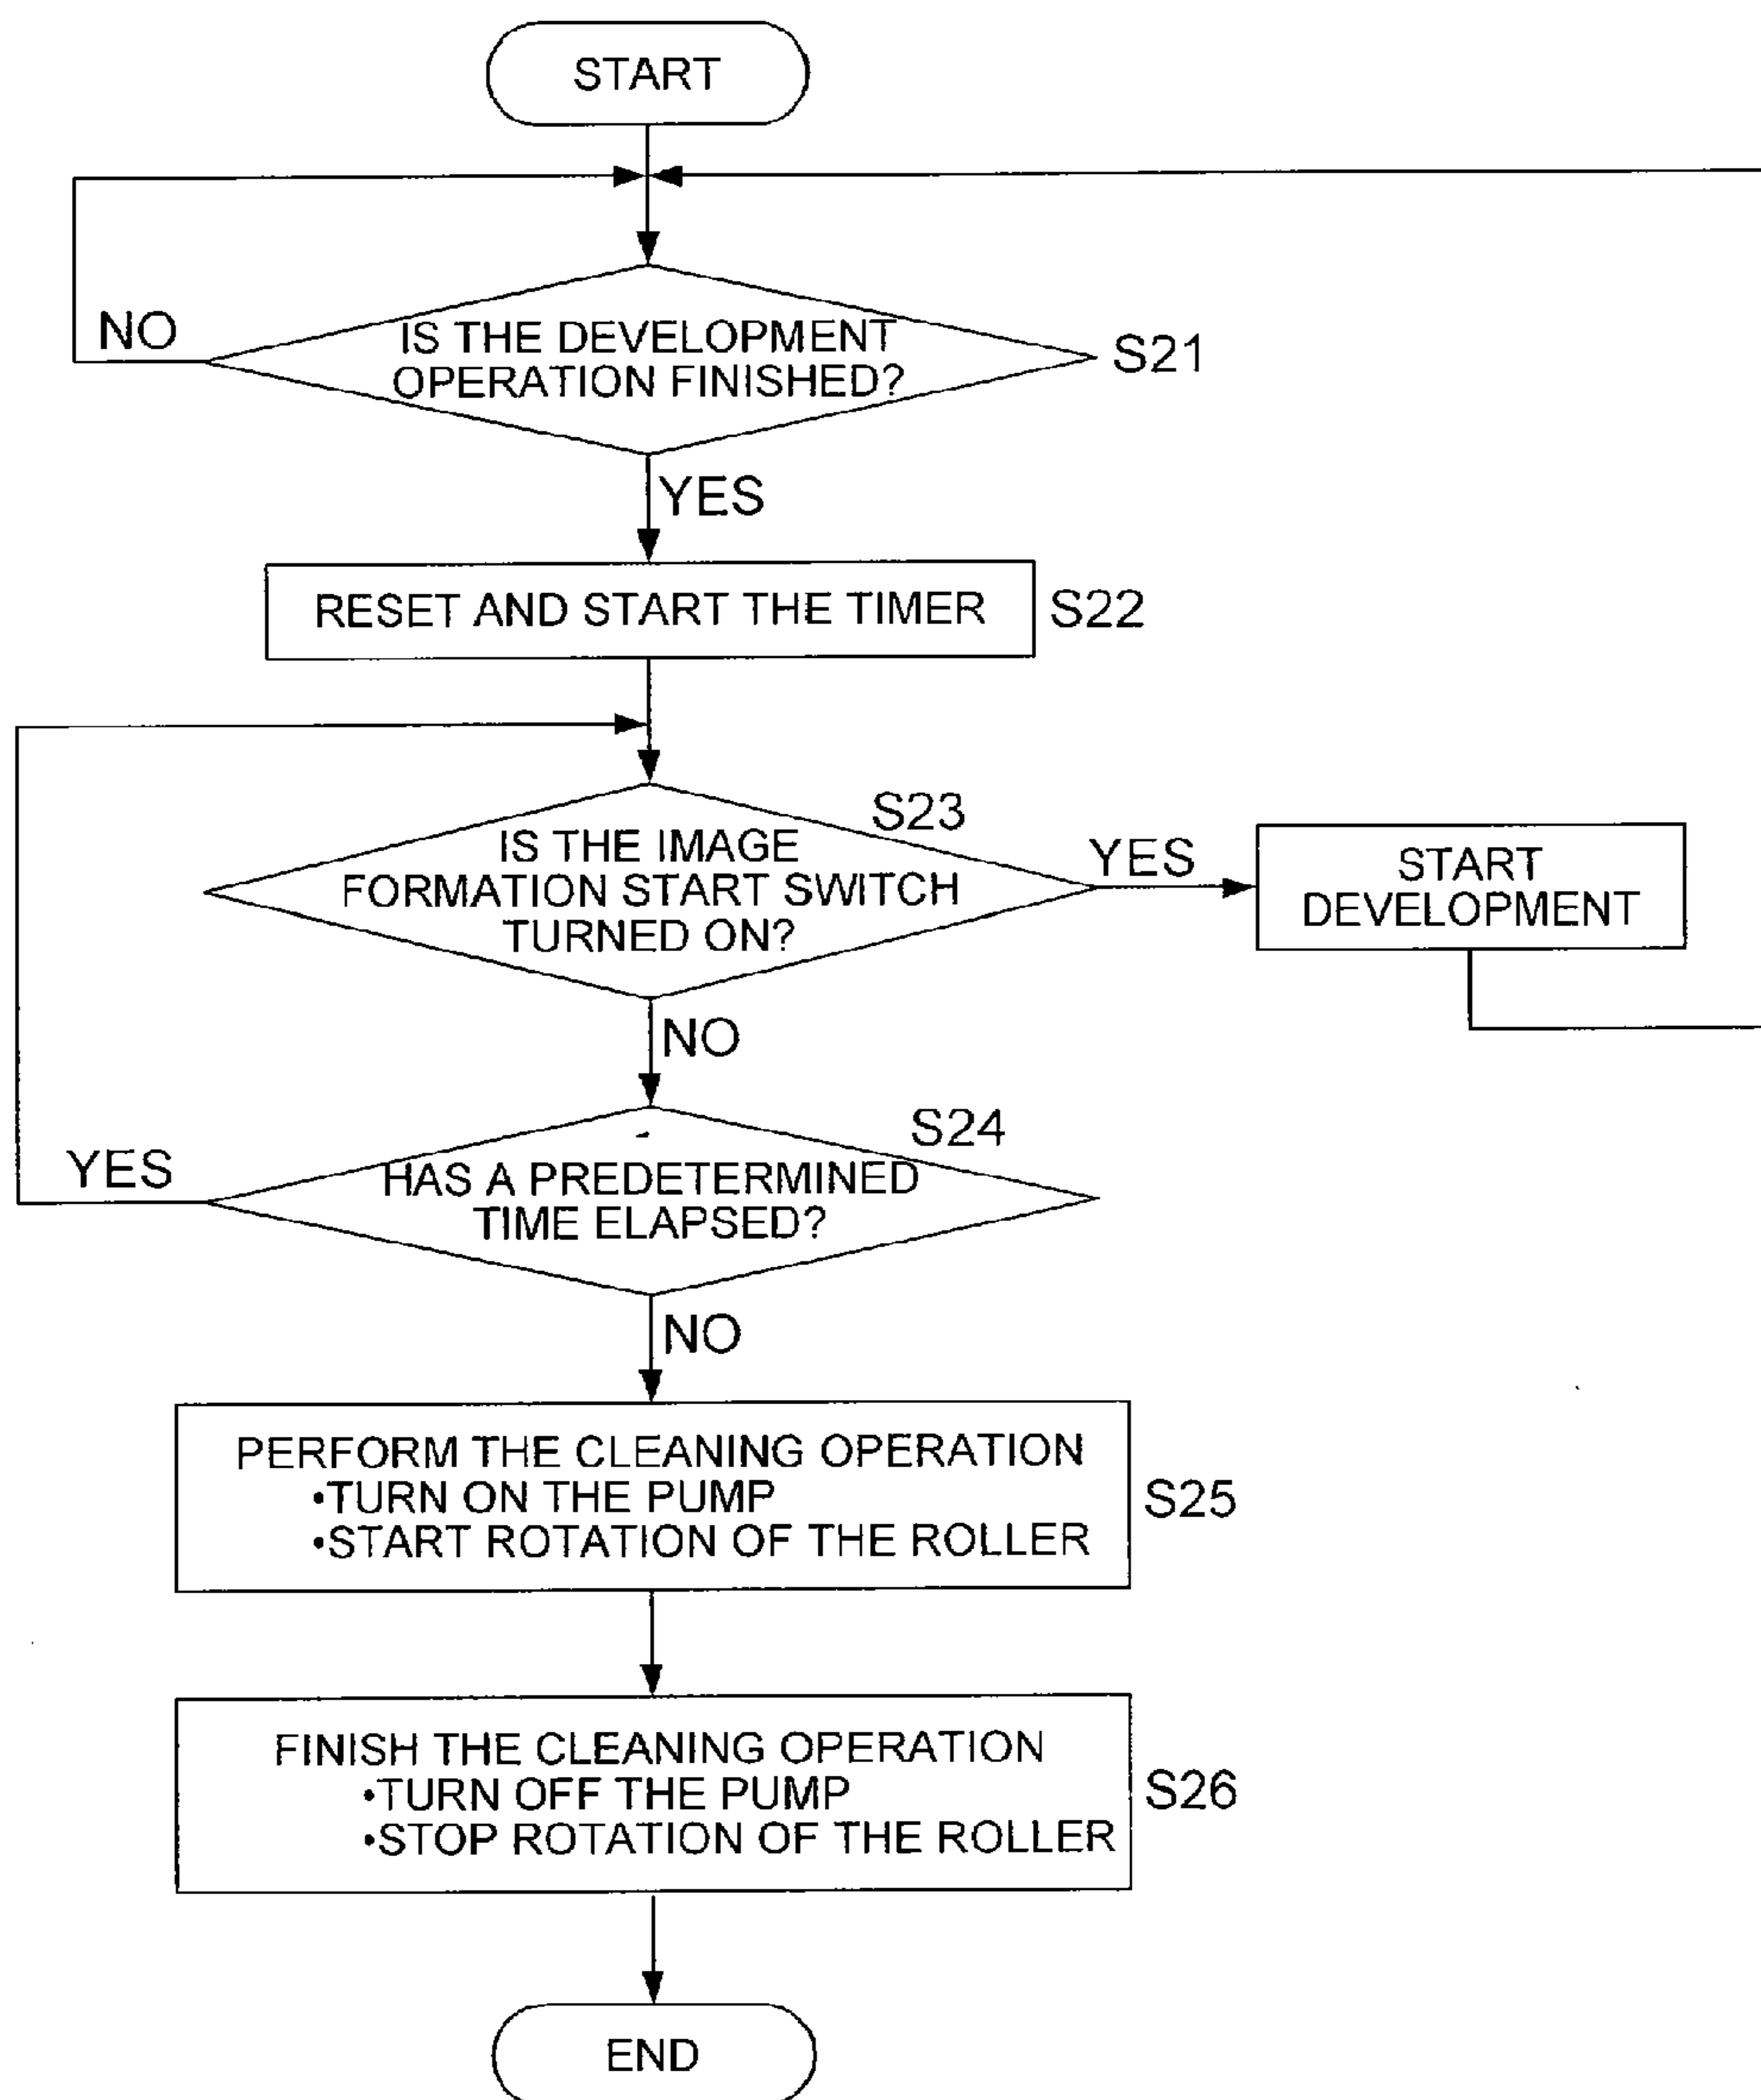 START
NO
IS THE DEVELOPMENT
OPERATION FINISHED?
S21
YES
RESET AND START THE TIMER
S22
S23
IS THE IMAGE
FORMATION START SWITCH
TURNED ON?
YES
START
DEVELOPMENT
NO
S24
YES
HAS A PREDETERMINED
TIME ELAPSED?
NO
PERFORM THE CLEANING OPERATION
•TURN ON THE PUMP
•START ROTATION OF THE ROLLER
S25
FINISH THE CLEANING OPERATION
•TURN OFF THE PUMP
•STOP ROTATION OF THE ROLLER
S26
END